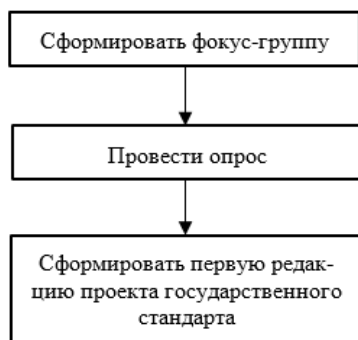 Сформировать фокус-группу
Провести опрос
Сформировать первую редак-
цию проекта государственного
стандарта